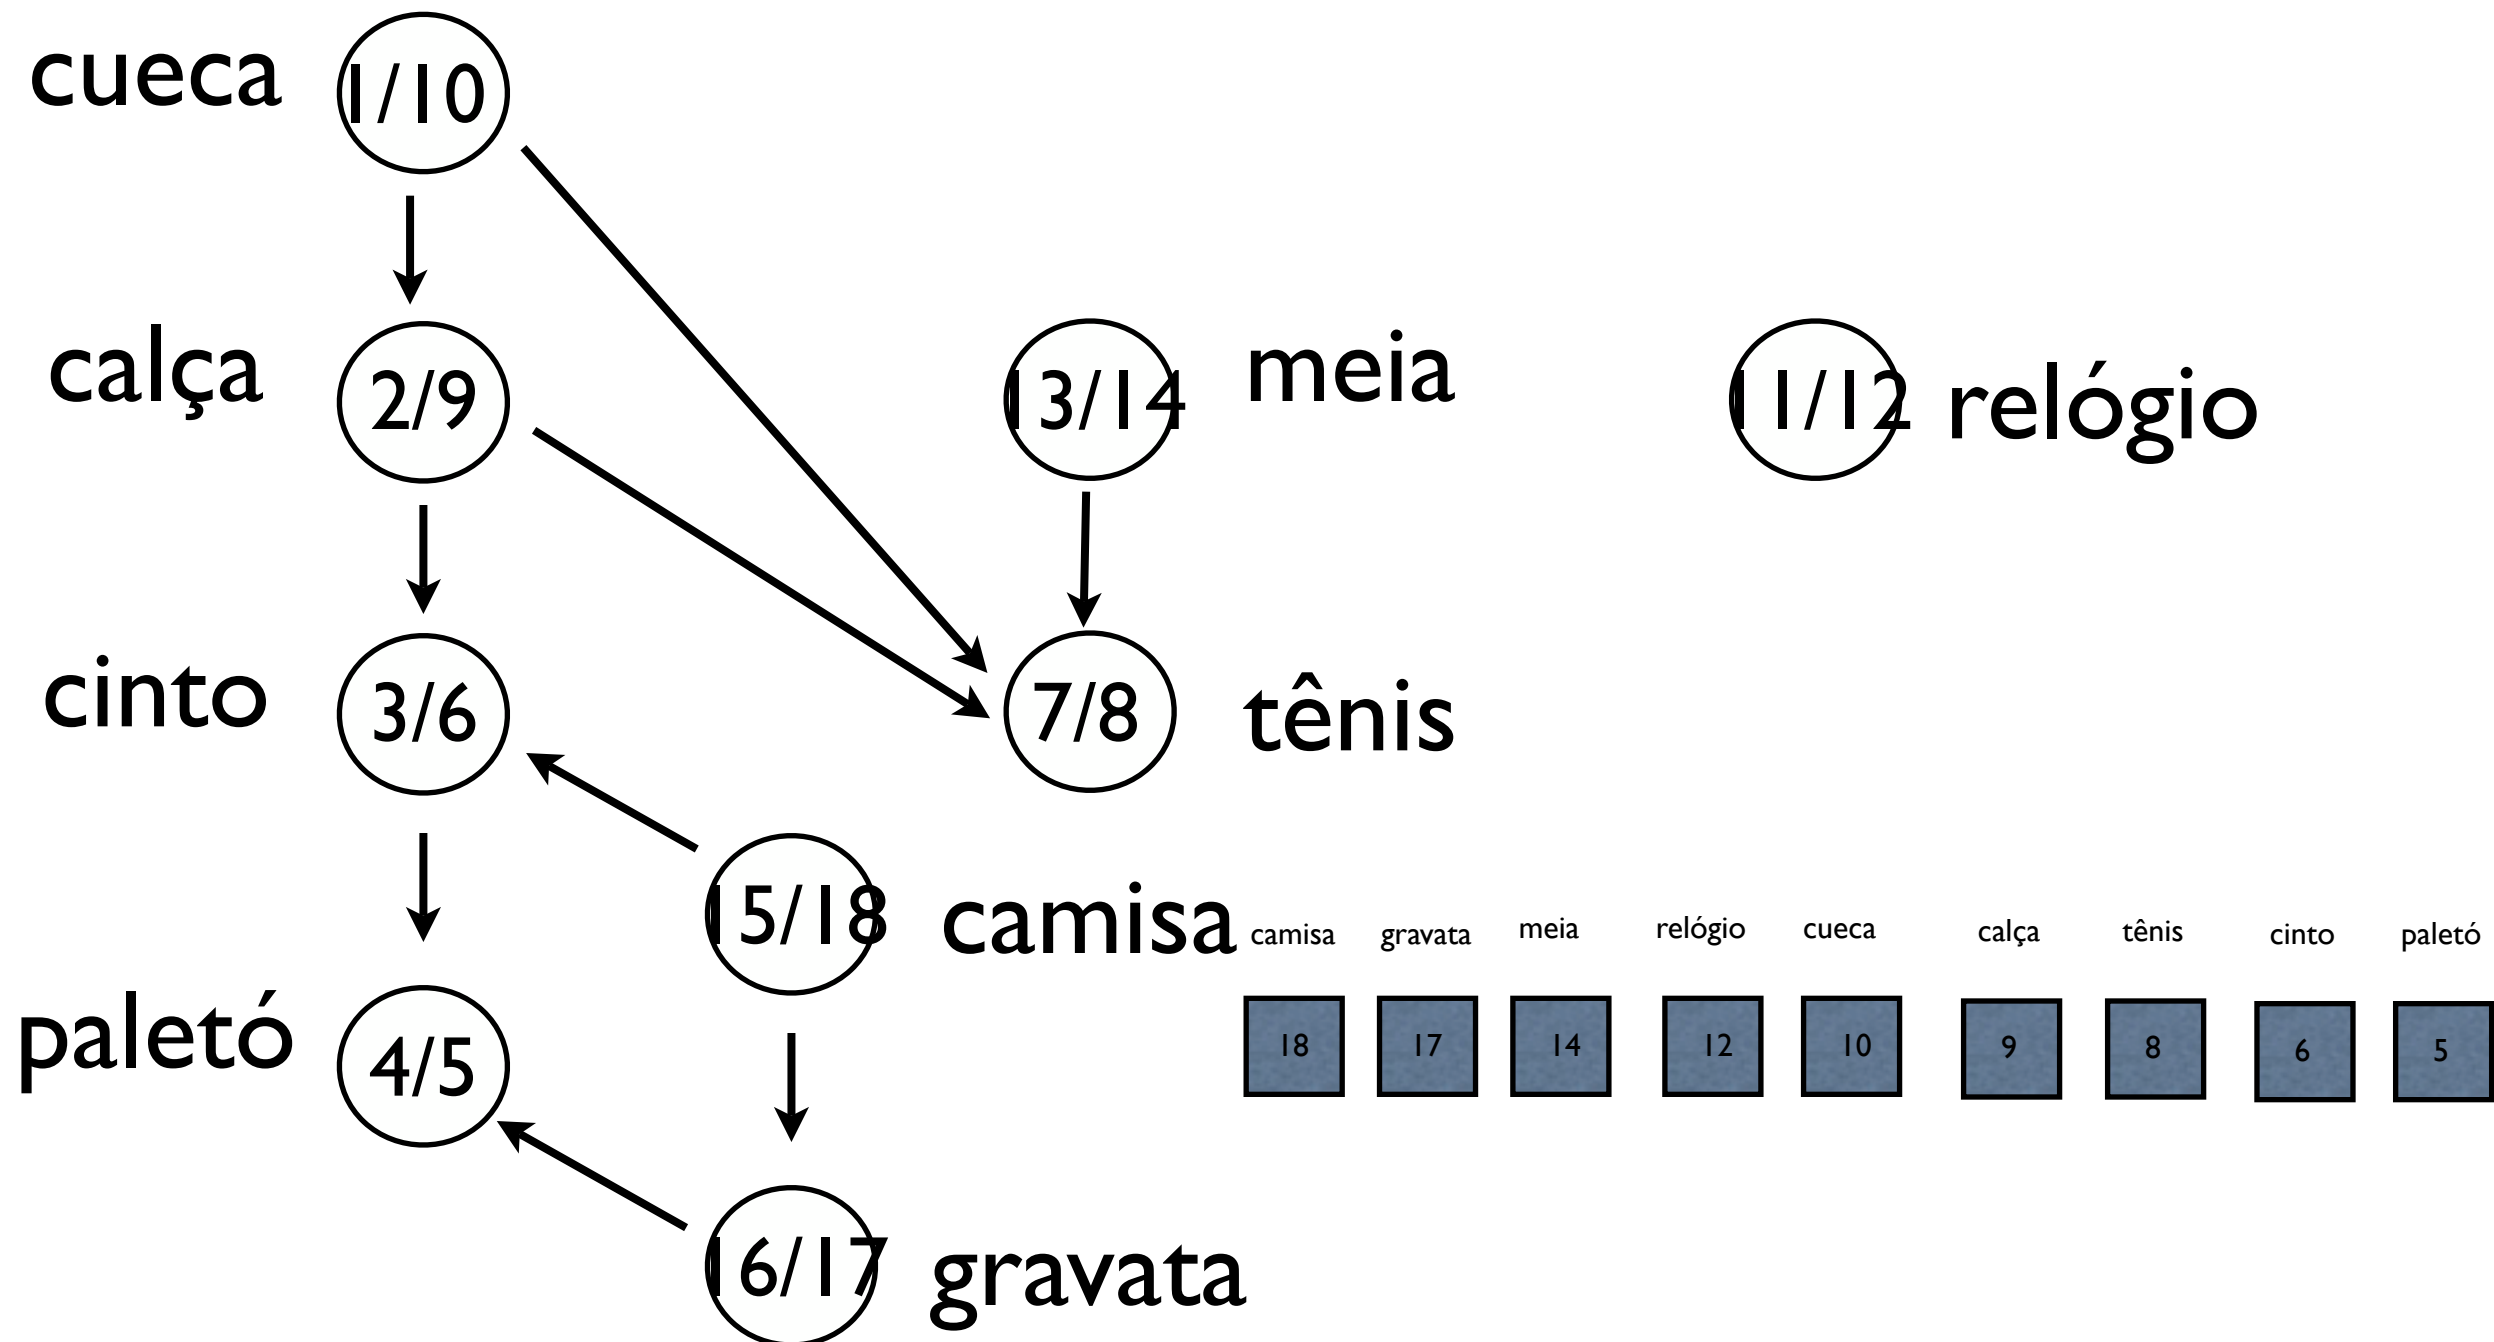 cueca 1/10
calça 2/9 13/14 meia 11/12 relógio
cinto 3/6 7/8 tênis
15/18 camisa
camisa gravata meia relógio cueca calça tênis cinto paletó
paletó 4/5 18 17 14 12 10 9 8 6 5
16/17 gravata